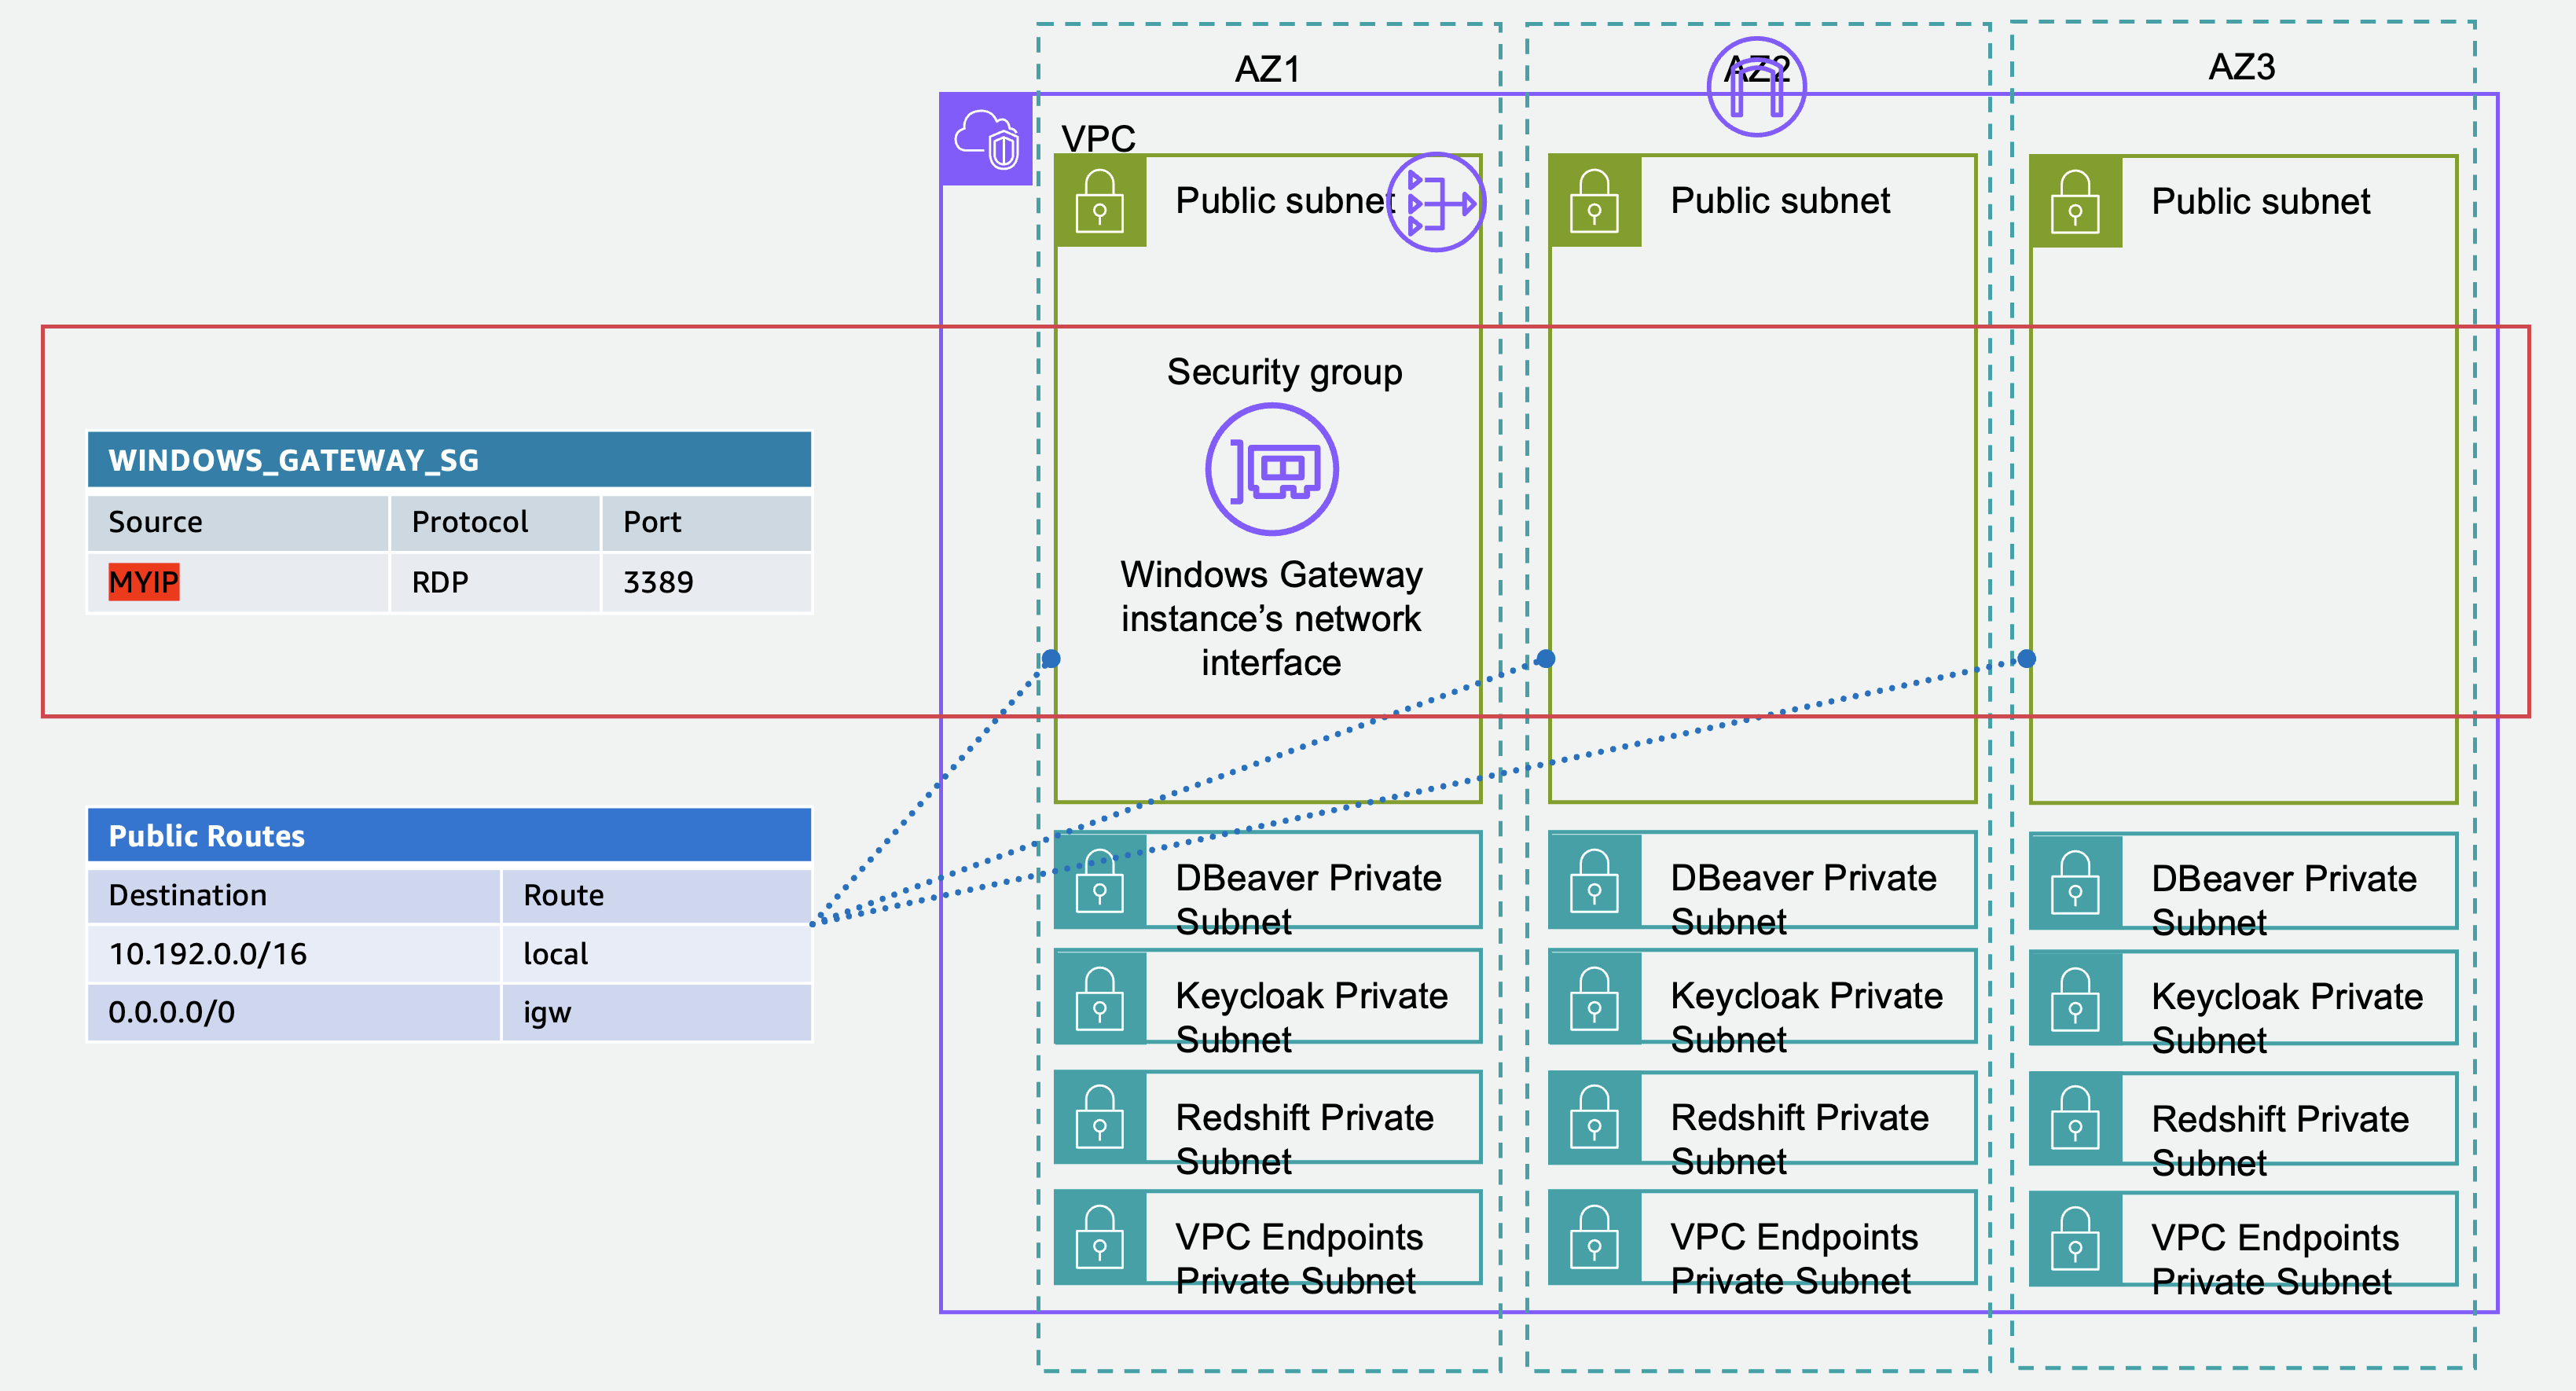 AZ1
AZ2
AZ3
VPC
Public subnet
Public subnet
Public subnet
Security group
Windows Gateway
instance’s network
interface
WINDOWS_GATEWAY_SG
Source Protocol Port
MYIP RDP 3389
Public Routes
Destination Route
10.192.0.0/16 local
0.0.0.0/0 igw
DBeaver Private
Subnet
DBeaver Private
Subnet
DBeaver Private
Subnet
Keycloak Private
Subnet
Keycloak Private
Subnet
Keycloak Private
Subnet
Redshift Private
Subnet
Redshift Private
Subnet
Redshift Private
Subnet
VPC Endpoints
Private Subnet
VPC Endpoints
Private Subnet
VPC Endpoints
Private Subnet